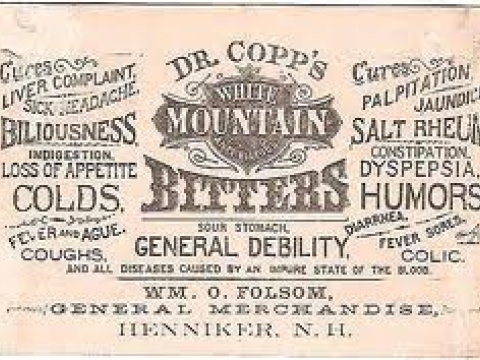 DR. COPP'S
WHITE
MOUNTAIN
BITTERS
Cures
LIVER COMPLAINT,
SICK HEADACHE,
BILIOUSNESS,
INDIGESTION,
LOSS OF APPETITE
COLDS,
FEVER AND AGUE.
COUGHS,
Cures
PALPITATION
JAUNDIC
SALT RHEUM
CONSTIPATION,
DYSPEPSIA,
HUMORS
DIARRHEA,
FEVER SORES,
COLIC.
SOUR STOMACH,
GENERAL DEBILITY,
AND ALL DISEASES CAUSED BY AN IMPURE STATE OF THE BLOOD.
WM. O. FOLSOM,
GENERAL MERCHANDISE,
HENNIKER, N. H.